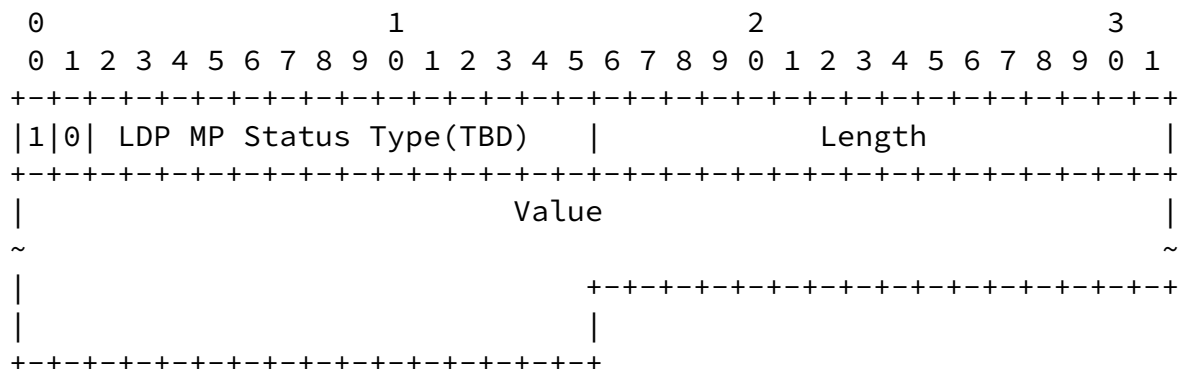 0                   1                   2                   3
 0 1 2 3 4 5 6 7 8 9 0 1 2 3 4 5 6 7 8 9 0 1 2 3 4 5 6 7 8 9 0 1
+-+-+-+-+-+-+-+-+-+-+-+-+-+-+-+-+-+-+-+-+-+-+-+-+-+-+-+-+-+-+-+-+
|1|0| LDP MP Status Type(TBD)   |            Length             |
+-+-+-+-+-+-+-+-+-+-+-+-+-+-+-+-+-+-+-+-+-+-+-+-+-+-+-+-+-+-+-+-+
|                           Value                               |
~                                                               ~
|                               +-+-+-+-+-+-+-+-+-+-+-+-+-+-+-+-+
|                               |
+-+-+-+-+-+-+-+-+-+-+-+-+-+-+-+-+